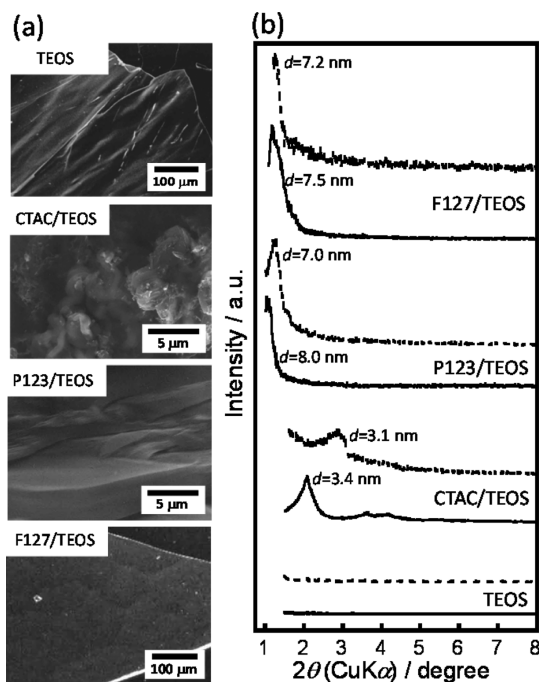 (a)
TEOS
100 μm
CTAC/TEOS
5 μm
P123/TEOS
5 μm
F127/TEOS
100 μm
(b)
d=7.2 nm
F127/TEOS
d=7.5 nm
d=7.0 nm
P123/TEOS
d=8.0 nm
d=3.1 nm
d=3.4 nm
CTAC/TEOS
TEOS
Intensity / a.u.
1 2 3 4 5 6 7 8
2θ (CuKα) / degree